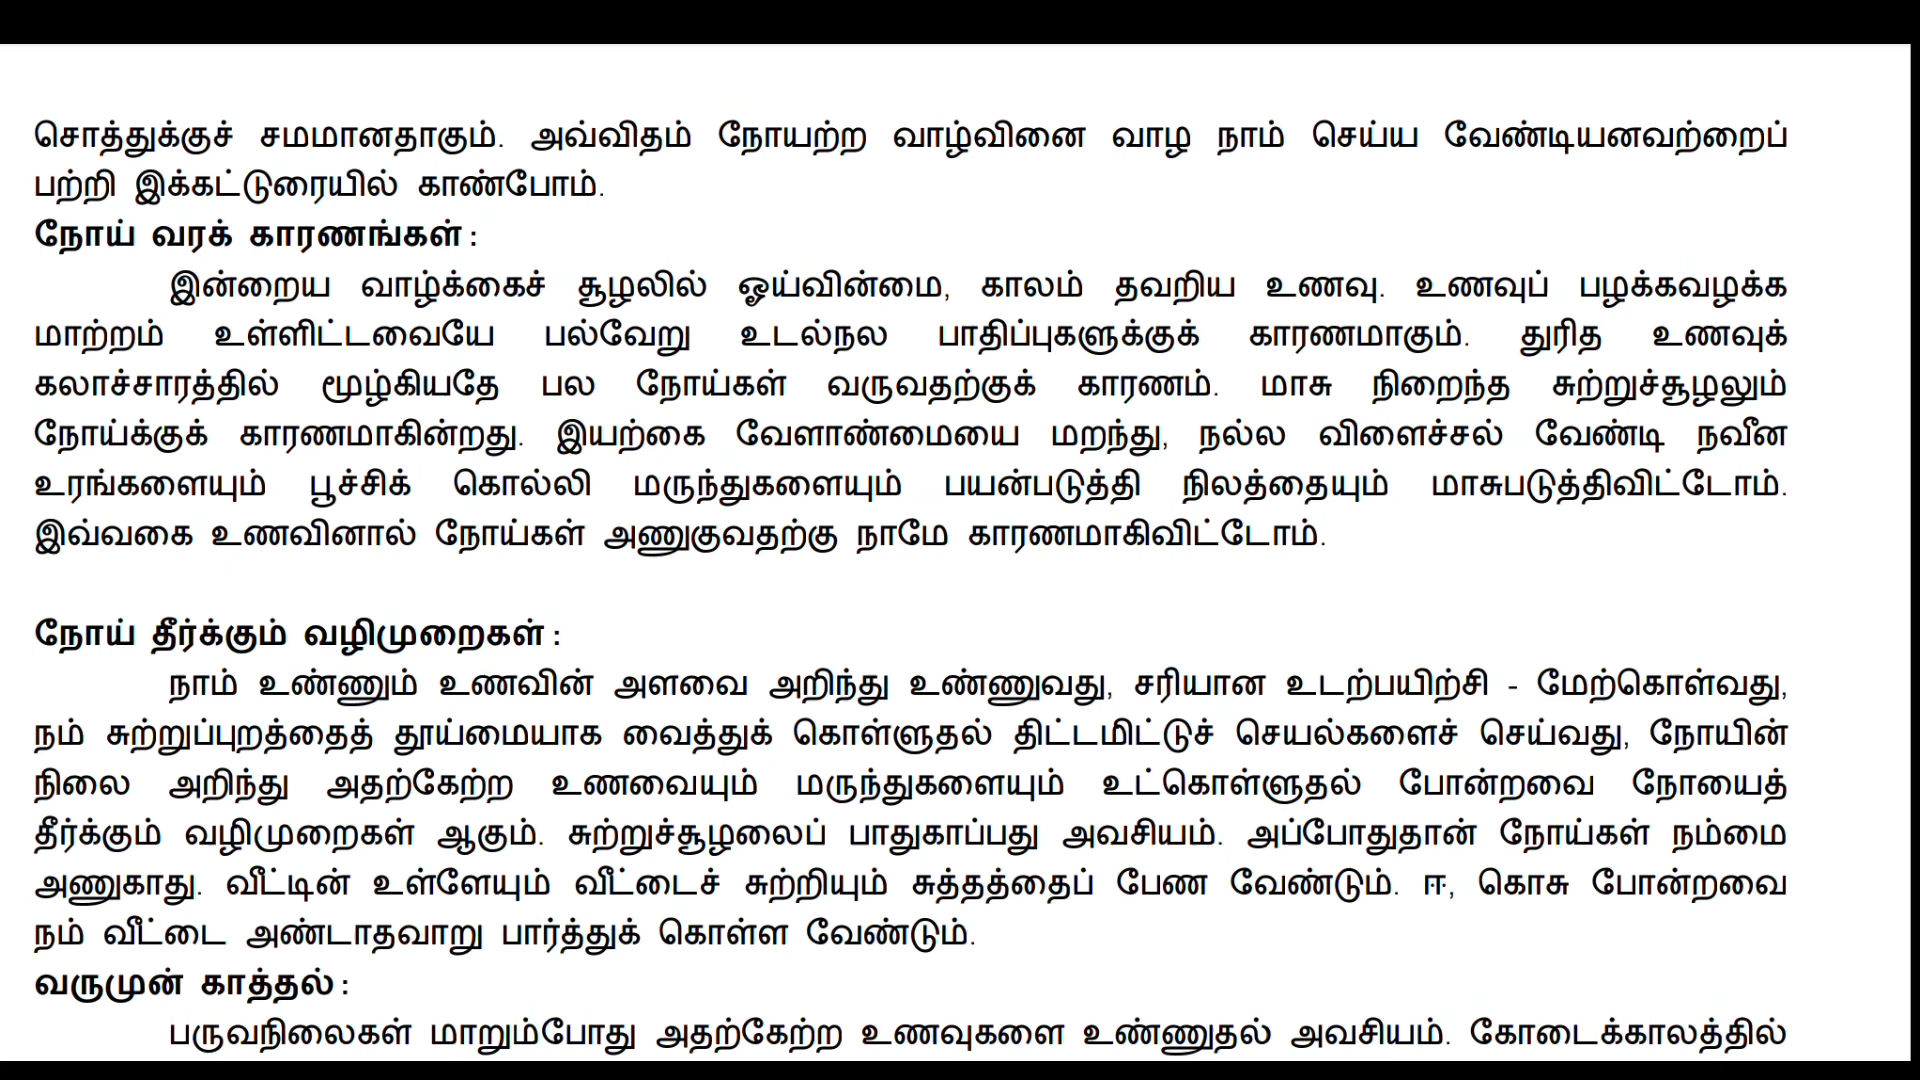 சொத்துக்குச் சமமானதாகும். அவ்விதம் நோயற்ற வாழ்வினை வாழ நாம் செய்ய வேண்டியனவற்றைப்
பற்றி இக்கட்டுரையில் காண்போம்.
நோய் வரக் காரணங்கள் :
இன்றைய வாழ்க்கைச் சூழலில் ஓய்வின்மை, காலம் தவறிய உணவு. உணவுப் பழக்கவழக்க
மாற்றம் உள்ளிட்டவையே பல்வேறு உடல்நல பாதிப்புகளுக்குக் காரணமாகும். துரித உணவுக்
கலாச்சாரத்தில் மூழ்கியதே பல நோய்கள் வருவதற்குக் காரணம். மாசு நிறைந்த சுற்றுச்சூழலும்
நோய்க்குக் காரணமாகின்றது. இயற்கை வேளாண்மையை மறந்து, நல்ல விளைச்சல் வேண்டி நவீன
உரங்களையும் பூச்சிக் கொல்லி மருந்துகளையும் பயன்படுத்தி நிலத்தையும் மாசுபடுத்திவிட்டோம்.
இவ்வகை உணவினால் நோய்கள் அணுகுவதற்கு நாமே காரணமாகிவிட்டோம்.
நோய் தீர்க்கும் வழிமுறைகள் :
நாம் உண்ணும் உணவின் அளவை அறிந்து உண்ணுவது, சரியான உடற்பயிற்சி - மேற்கொள்வது,
நம் சுற்றுப்புறத்தைத் தூய்மையாக வைத்துக் கொள்ளுதல் திட்டமிட்டுச் செயல்களைச் செய்வது, நோயின்
நிலை அறிந்து அதற்கேற்ற உணவையும் மருந்துகளையும் உட்கொள்ளுதல் போன்றவை நோயைத்
தீர்க்கும் வழிமுறைகள் ஆகும். சுற்றுச்சூழலைப் பாதுகாப்பது அவசியம். அப்போதுதான் நோய்கள் நம்மை
அணுகாது. வீட்டின் உள்ளேயும் வீட்டைச் சுற்றியும் சுத்தத்தைப் பேண வேண்டும். ஈ, கொசு போன்றவை
நம் வீட்டை அண்டாதவாறு பார்த்துக் கொள்ள வேண்டும்.
வருமுன் காத்தல் :
பருவநிலைகள் மாறும்போது அதற்கேற்ற உணவுகளை உண்ணுதல் அவசியம். கோடைக்காலத்தில்